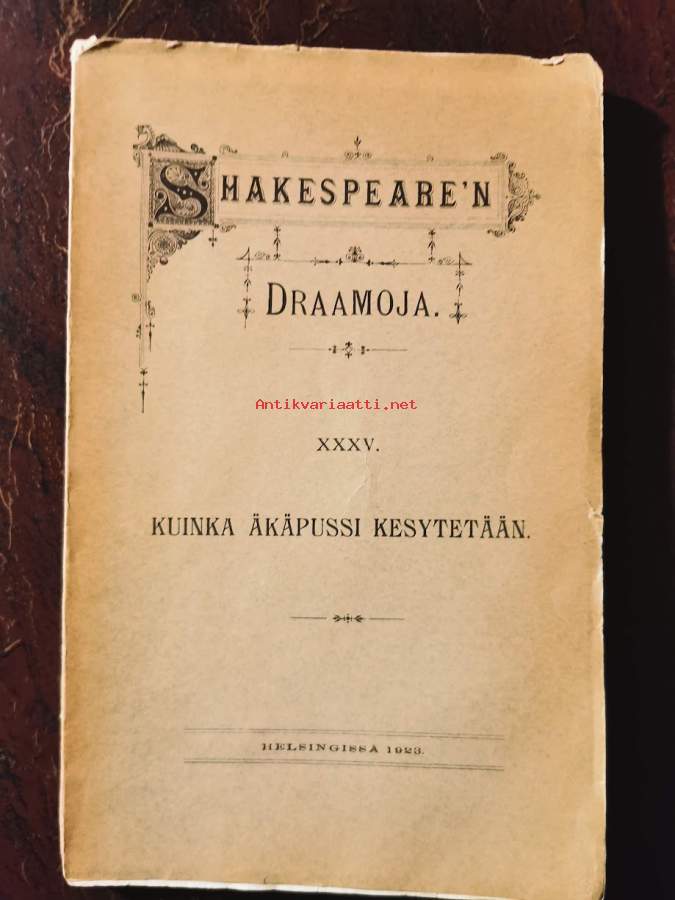 SHAKESPEARE'N
DRAAMOJA.
Antikvariaatti.net
XXXV.
KUINKA ÄKÄPUSSI KESYTETÄÄN.
HELSINGISSÄ 1923.